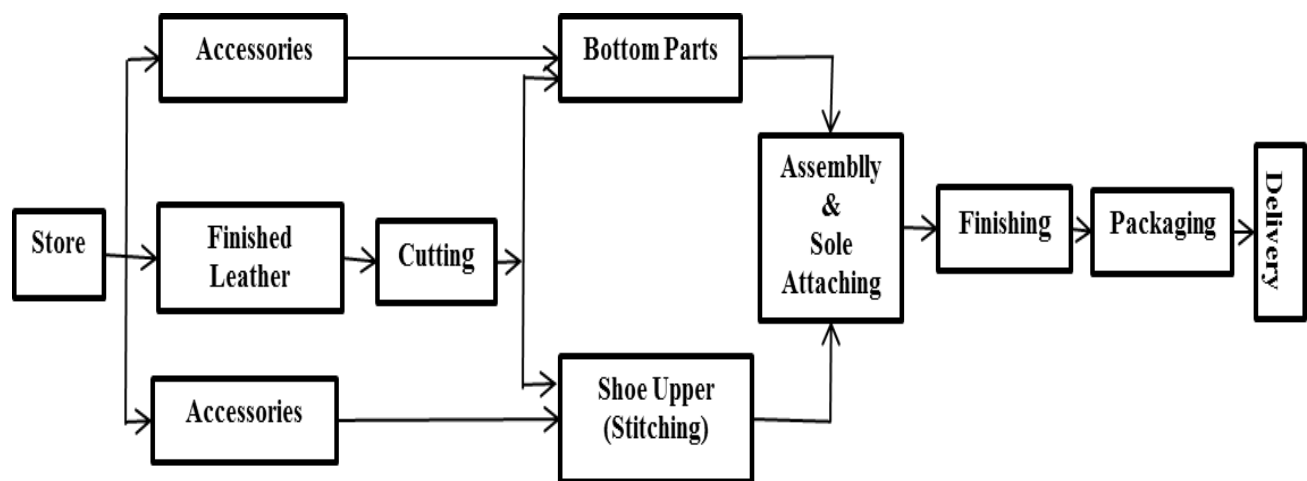 Store
Accessories
Finished
Leather
Accessories
Cutting
Bottom Parts
Shoe Upper
(Stitching)
Assemblly
&
Sole
Attaching
Finishing
Packaging
Delivery